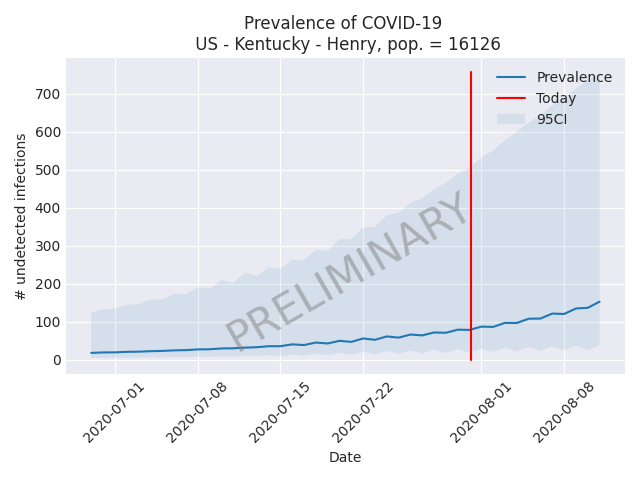 Prevalence of COVID-19
US - Kentucky - Henry, pop. = 16126
Prevalence
Today
95CI
# undetected infections
700
600
500
400
300
200
100
0
PRELIMINARY
2020-07-01
2020-07-08
2020-07-15
2020-07-22
2020-08-01
2020-08-08
Date